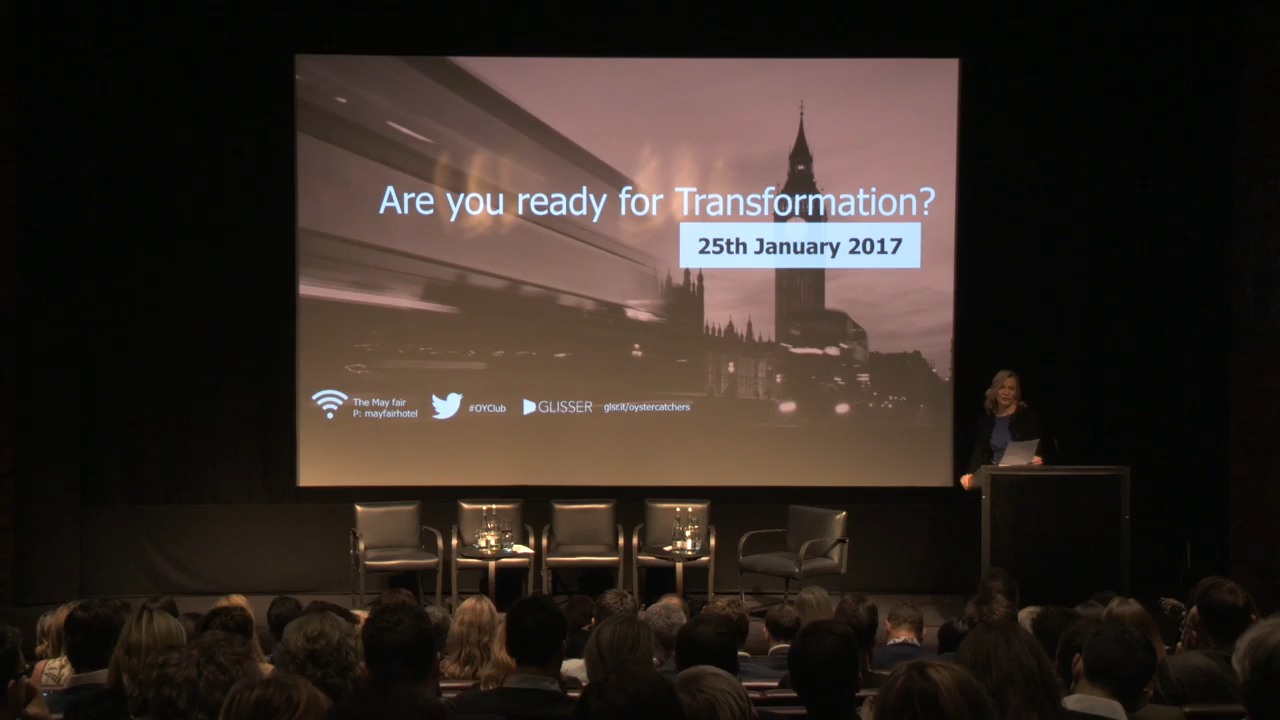 Are you ready for Transformation?
25th January 2017
The May fair
P: mayfairhotel
#OYClub
GLISSER
glsr.it/oystercatchers